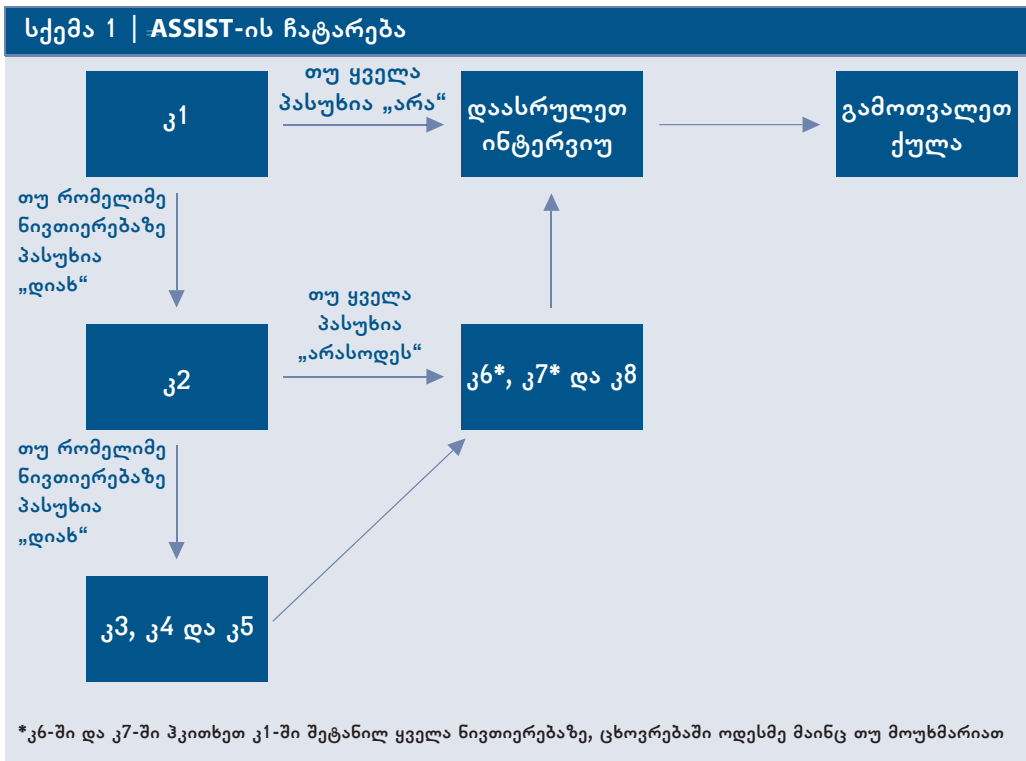 სქემა 1 | ASSIST-ის ჩატარება
კ1
თუ ყველა
პასუხია „არა“
დაასრულეთ
ინტერვიუ
გამოთვალეთ
ქულა
თუ რომელიმე
ნივთიერებაზე
პასუხია
„დიახ“
კ2
თუ ყველა
პასუხია
„არასოდეს“
კ6*, კ7* და კ8
თუ რომელიმე
ნივთიერებაზე
პასუხია
„დიახ“
კ3, კ4 და კ5
*კ6-ში და კ7-ში ჰკითხეთ კ1-ში შეტანილ ყველა ნივთიერებაზე, ცხოვრებაში ოდესმე მაინც თუ მოუხმარიათ